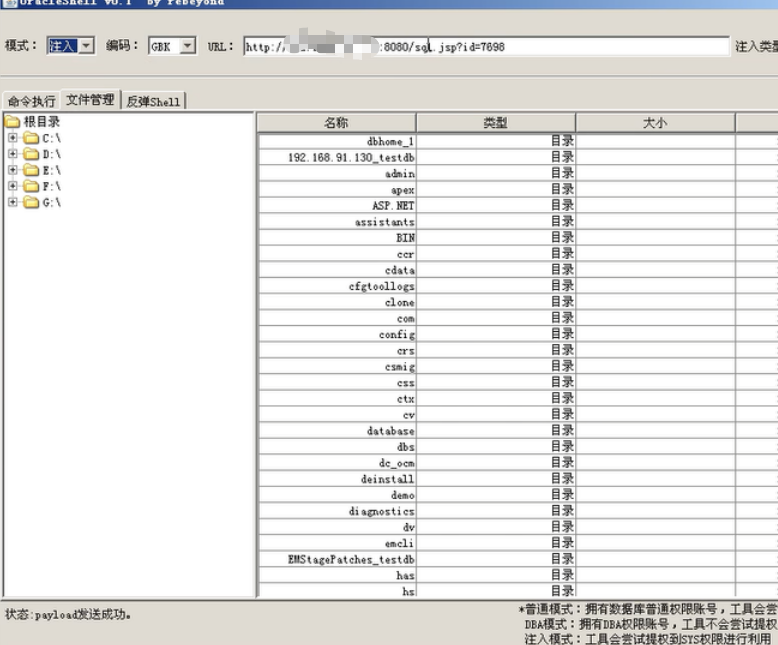 OracleShell v0.1 by rebeyond
模式： 注入 编码： GBK URL： http:/ :8080/sql.jsp?id=7698 注入类型
命令执行 文件管理 反弹Shell
根目录 名称 类型 大小
C:\ dbhome_1 目录
D:\ 192.168.91.130_testdb 目录
E:\ admin 目录
F:\ apex 目录
G:\ ASP.NET 目录
assistants 目录
BIN 目录
ccr 目录
cdata 目录
cfgtoollogs 目录
clone 目录
com 目录
config 目录
crs 目录
csmig 目录
css 目录
ctx 目录
cv 目录
database 目录
dbs 目录
dc_ocm 目录
deinstall 目录
demo 目录
diagnostics 目录
dv 目录
emcli 目录
EMStagePatches_testdb 目录
has 目录
hs 目录
状态:payload发送成功。
*普通模式：拥有数据库普通权限账号，工具会尝
DBA模式：拥有DBA权限账号，工具不会尝试提权
注入模式：工具会尝试提权到SYS权限进行利用